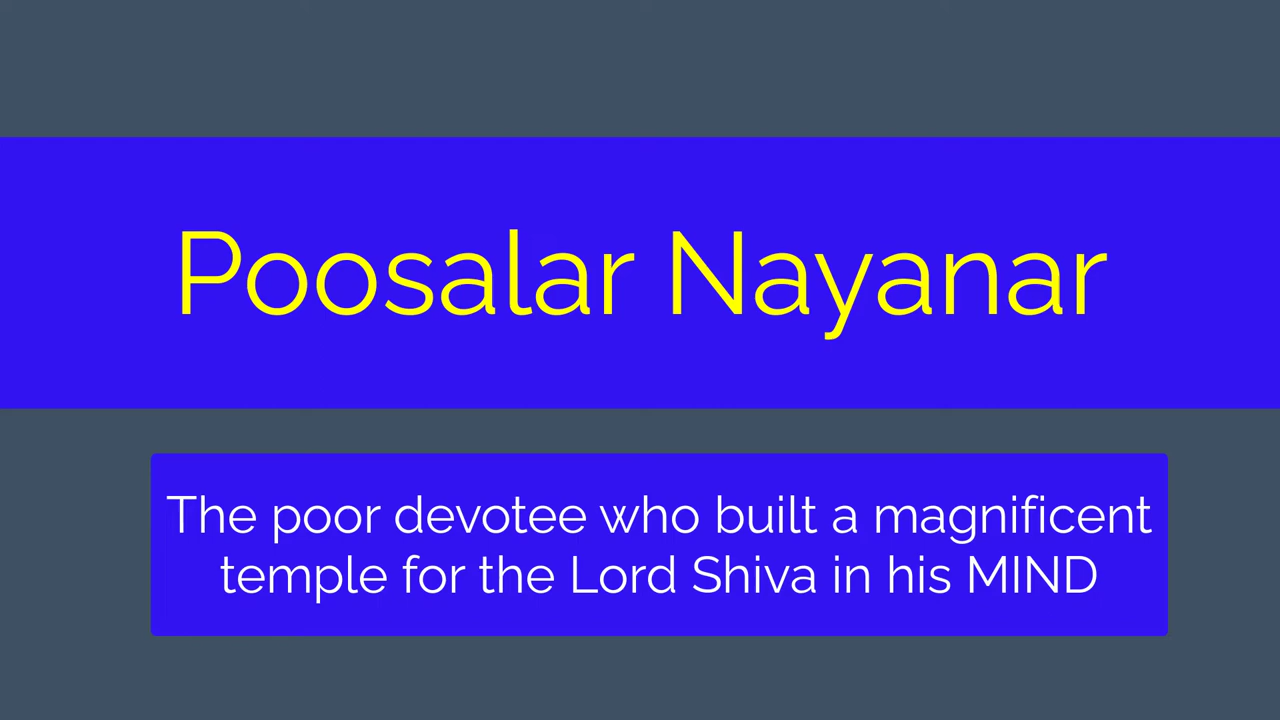 Poosalar Nayanar
The poor devotee who built a magnificent
temple for the Lord Shiva in his MIND